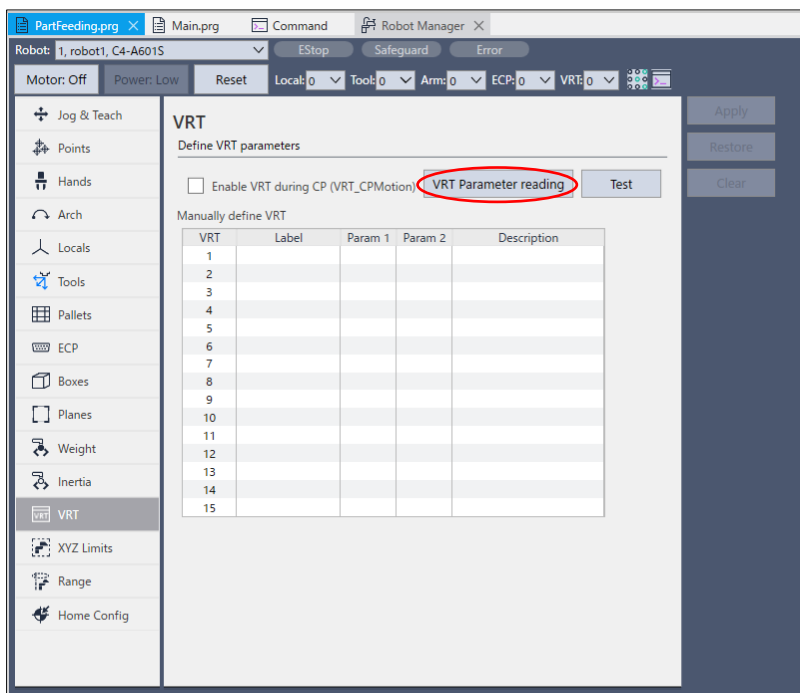 PartFeeding.prg Main.prg Command Robot Manager
Robot: 1, robot1, C4-A601S EStop Safeguard Error
Motor: Off Power: Low Reset Local: 0 Tool: 0 Arm: 0 ECP: 0 VRT: 0
Jog & Teach
Points
Hands
Arch
Locals
Tools
Pallets
ECP
Boxes
Planes
Weight
Inertia
VRT
XYZ Limits
Range
Home Config
VRT
Define VRT parameters
Enable VRT during CP (VRT_CPMotion) VRT Parameter reading Test
Manually define VRT
VRT Label Param 1 Param 2 Description
1
2
3
4
5
6
7
8
9
10
11
12
13
14
15
Apply
Restore
Clear